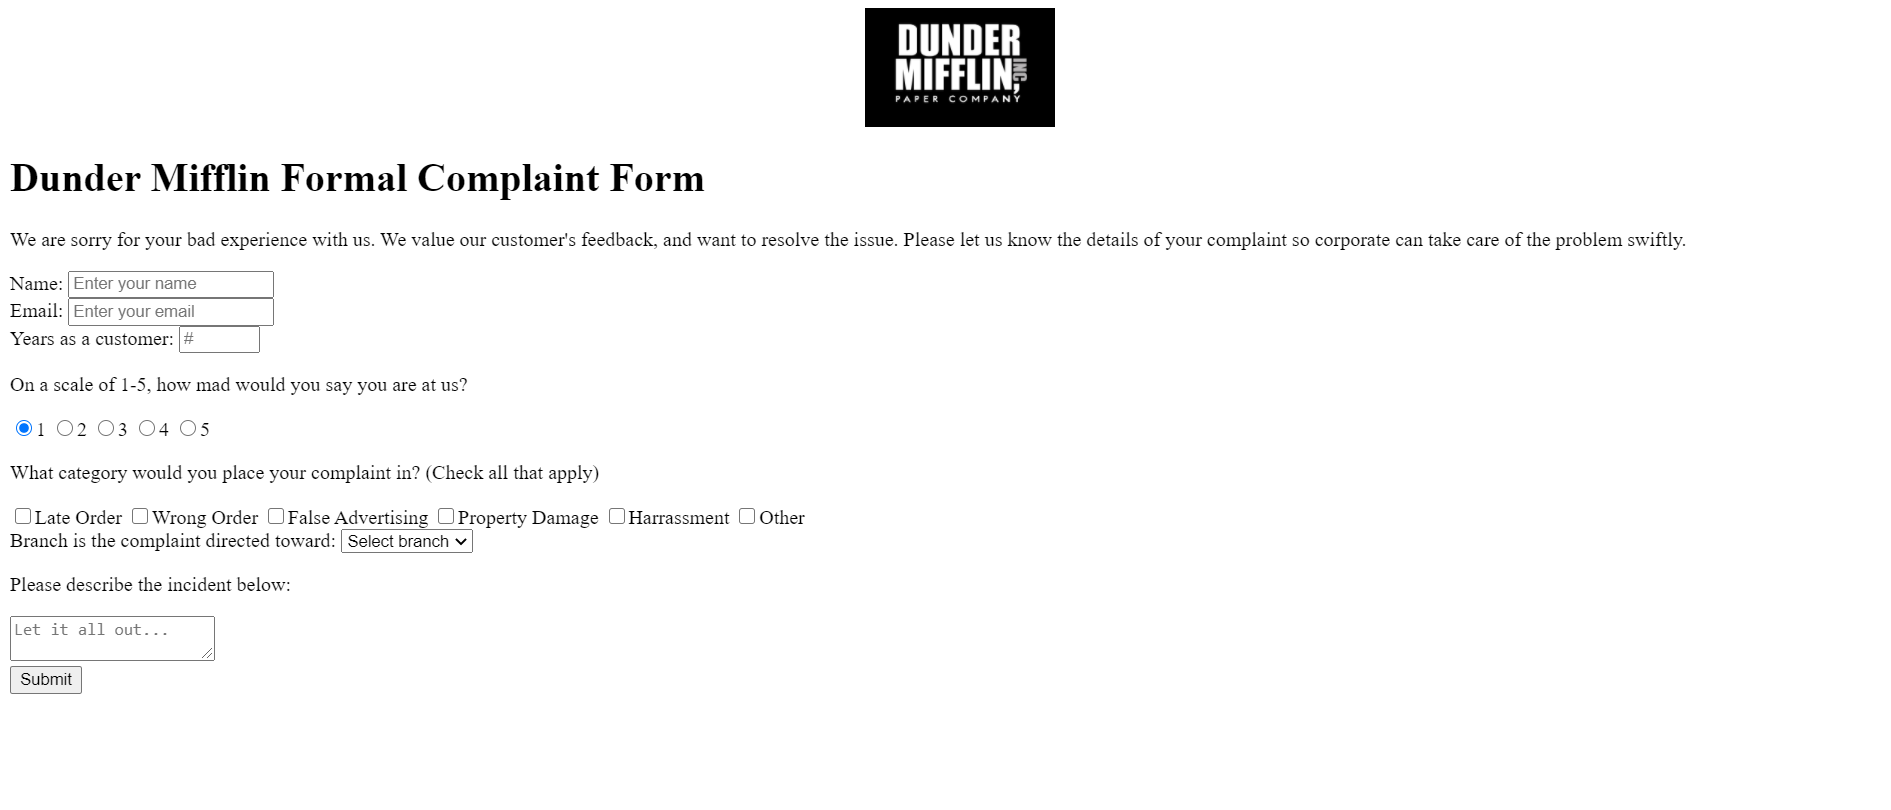 DUNDER
MIFFLIN, INC
PAPER COMPANY
Dunder Mifflin Formal Complaint Form
We are sorry for your bad experience with us. We value our customer's feedback, and want to resolve the issue. Please let us know the details of your complaint so corporate can take care of the problem swiftly.
Name: Enter your name
Email: Enter your email
Years as a customer: #
On a scale of 1-5, how mad would you say you are at us?
1 2 3 4 5
What category would you place your complaint in? (Check all that apply)
Late Order Wrong Order False Advertising Property Damage Harrassment Other
Branch is the complaint directed toward: Select branch
Please describe the incident below:
Let it all out...
Submit